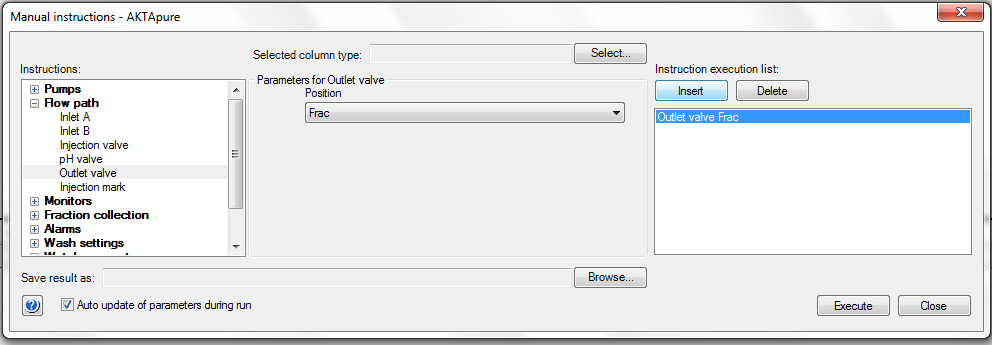 Manual instructions - AKTApure
Selected column type:
Select...
Instructions:
Pumps
Flow path
Inlet A
Inlet B
Injection valve
pH valve
Outlet valve
Injection mark
Monitors
Fraction collection
Alarms
Wash settings
Parameters for Outlet valve
Position
Frac
Instruction execution list:
Insert
Delete
Outlet valve Frac
Save result as:
Browse...
Auto update of parameters during run
Execute
Close